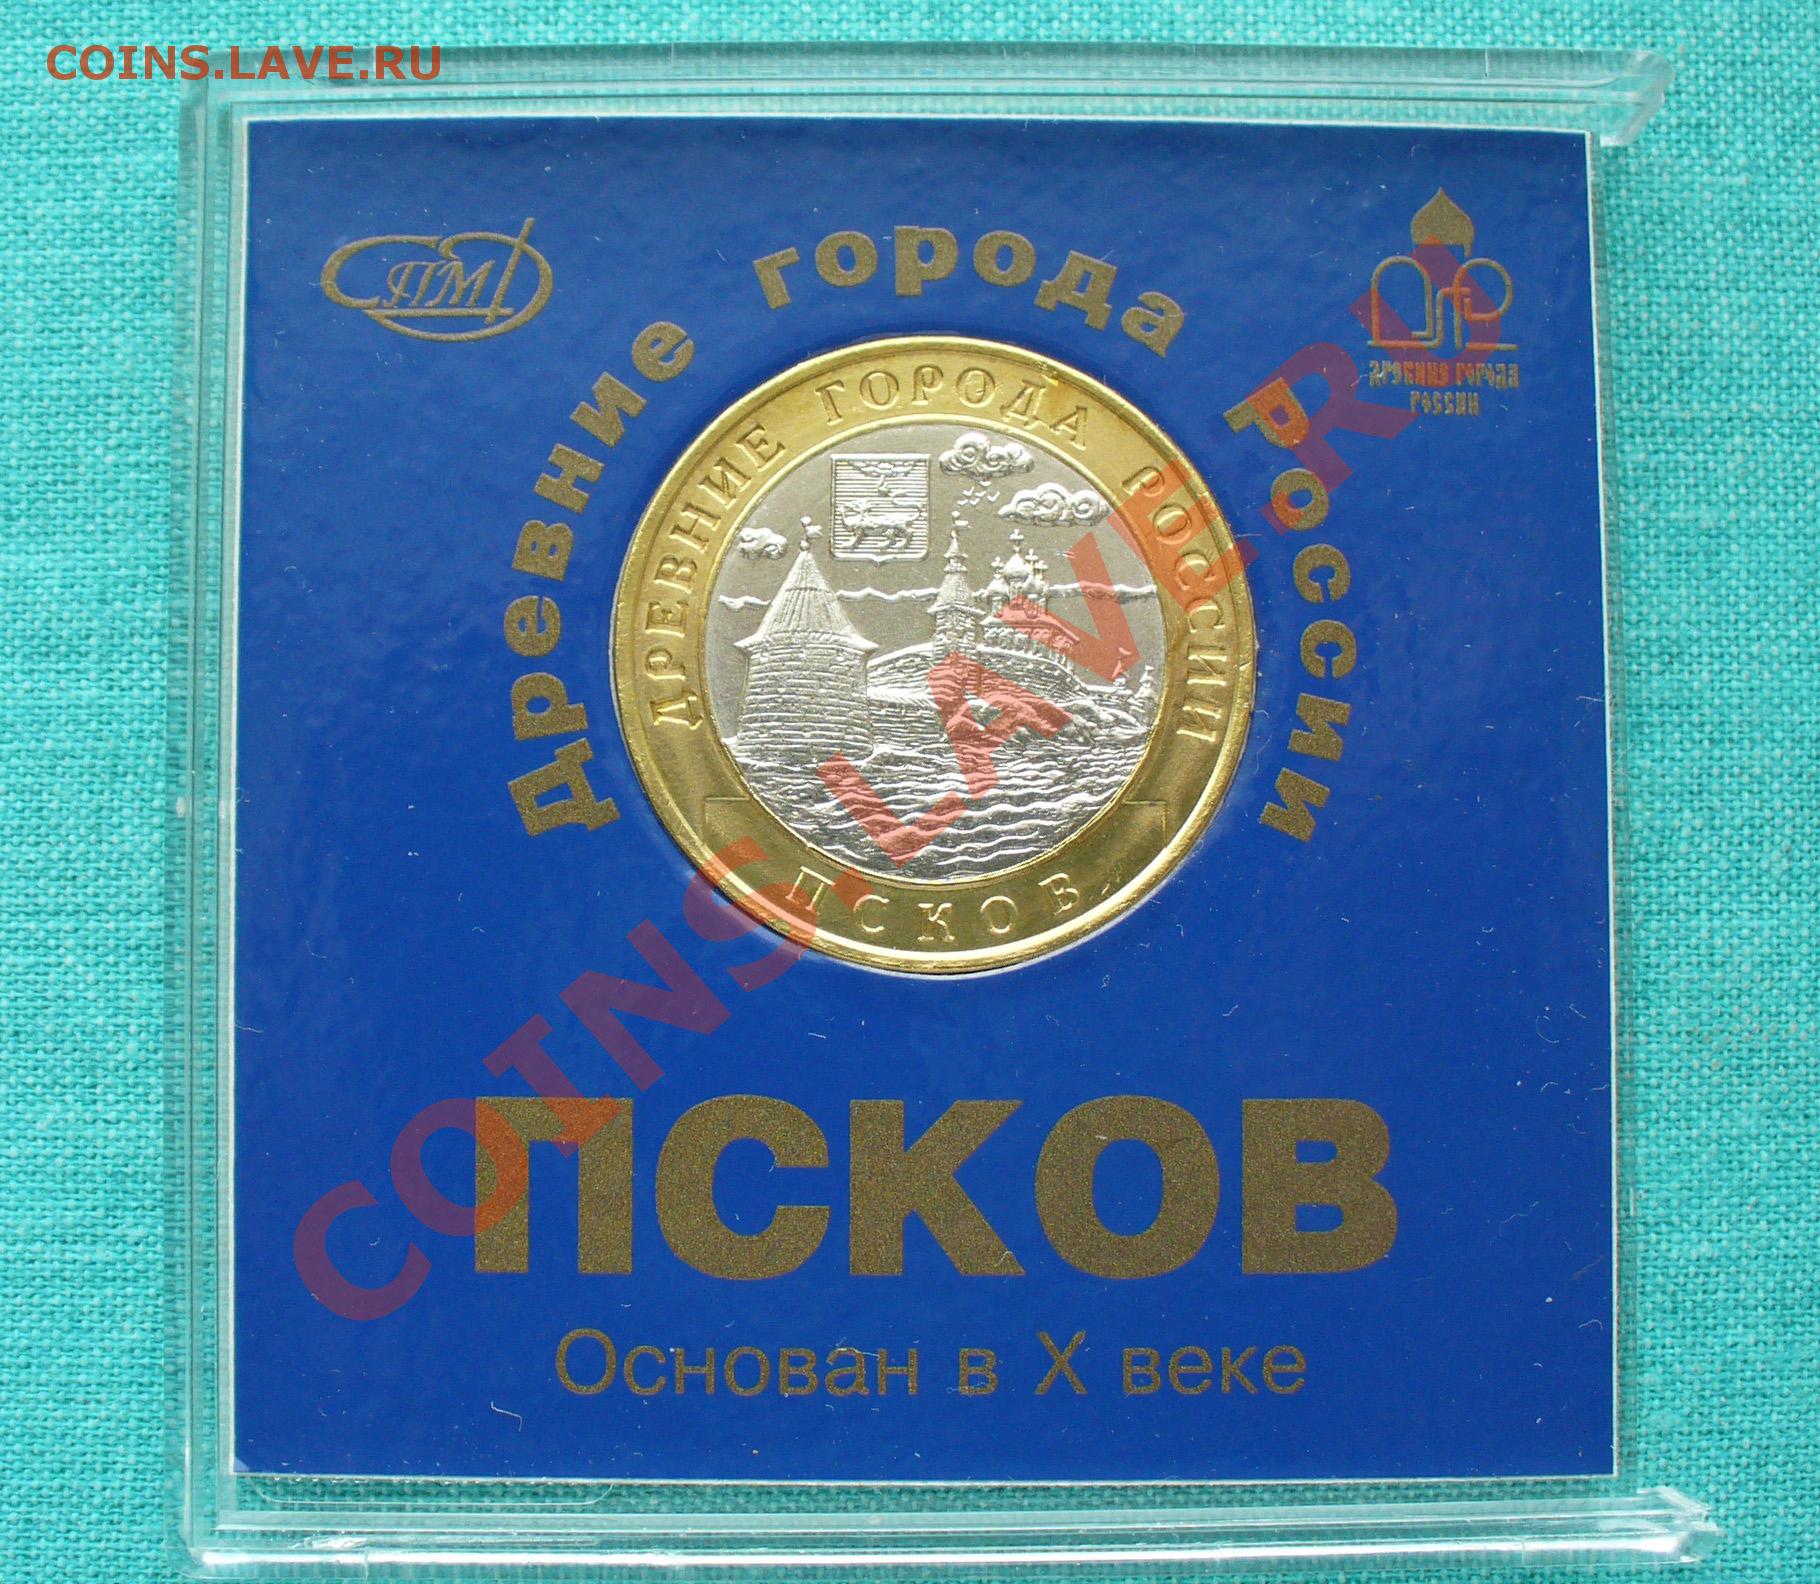 COINS.LAVE.RU
СПМД
Древние города России
ДРЕВНИЕ ГОРОДА РОССИИ
ДРЕВНИЕ ГОРОДА РОССИИ
ПСКОВ
COINS.LAVE.RU
ПСКОВ
Основан в X веке